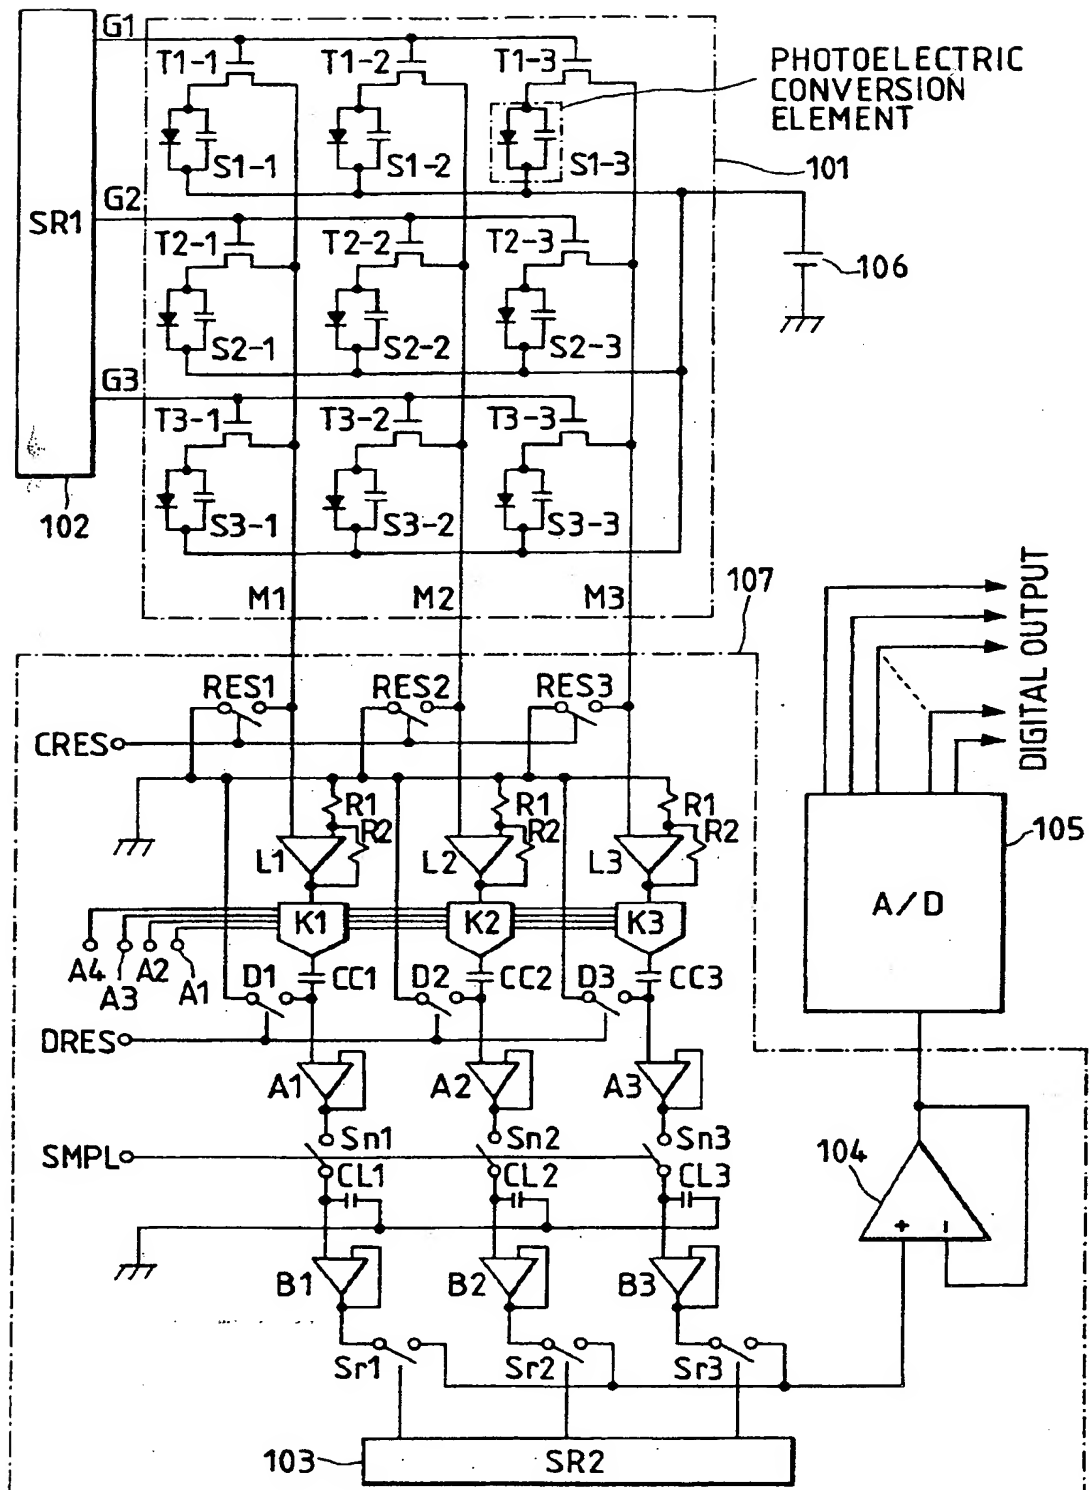 G1
T1-1
T1-2
T1-3
PHOTOELECTRIC
CONVERSION
ELEMENT
S1-1
S1-2
S1-3
101
SR1
G2
T2-1
T2-2
T2-3
106
S2-1
S2-2
S2-3
G3
T3-1
T3-2
T3-3
102
S3-1
S3-2
S3-3
M1
M2
M3
107
DIGITAL OUTPUT
RES1
RES2
RES3
CRES
R1
R1
R1
R2
R2
R2
L1
L2
L3
105
A/D
K1
K2
K3
A4
A3
A2
A1
D1
CC1
D2
CC2
D3
CC3
DRES
A1
A2
A3
Sn1
Sn2
Sn3
SMPL
CL1
CL2
CL3
104
+
−
B1
B2
B3
Sr1
Sr2
Sr3
103
SR2